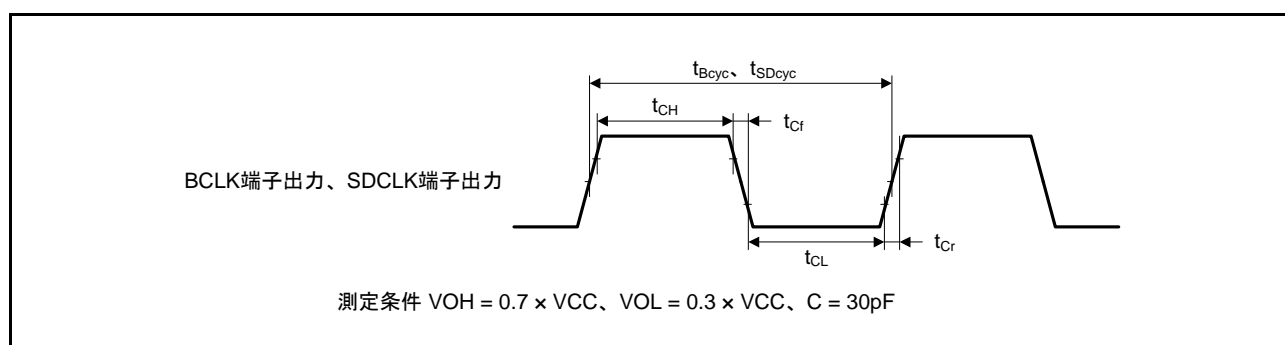 tBcyc、tSDcyc
tCH
tCf
BCLK端子出力、SDCLK端子出力
tCL
tCr
測定条件 VOH = 0.7 × VCC、VOL = 0.3 × VCC、C = 30pF